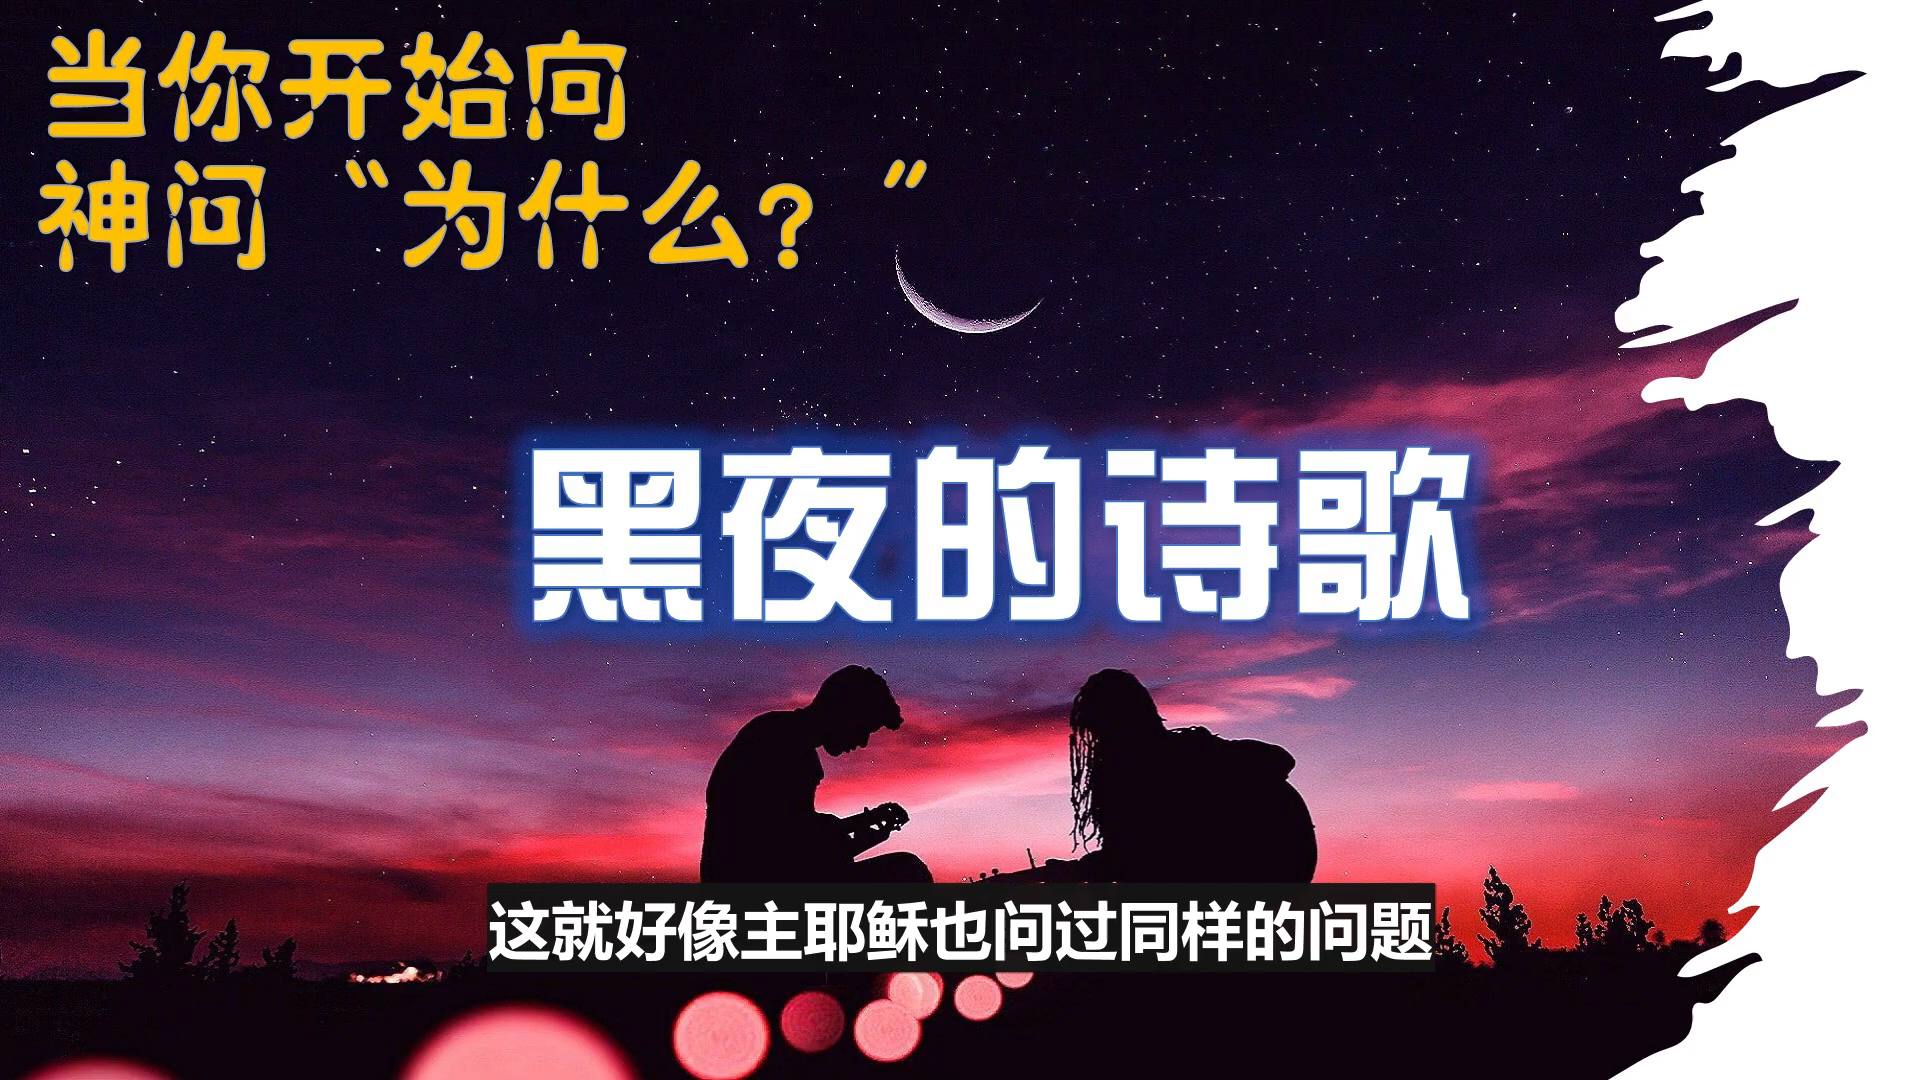 当你开始向
神问“为什么？”
黑夜的诗歌
这就好像主耶稣也问过同样的问题